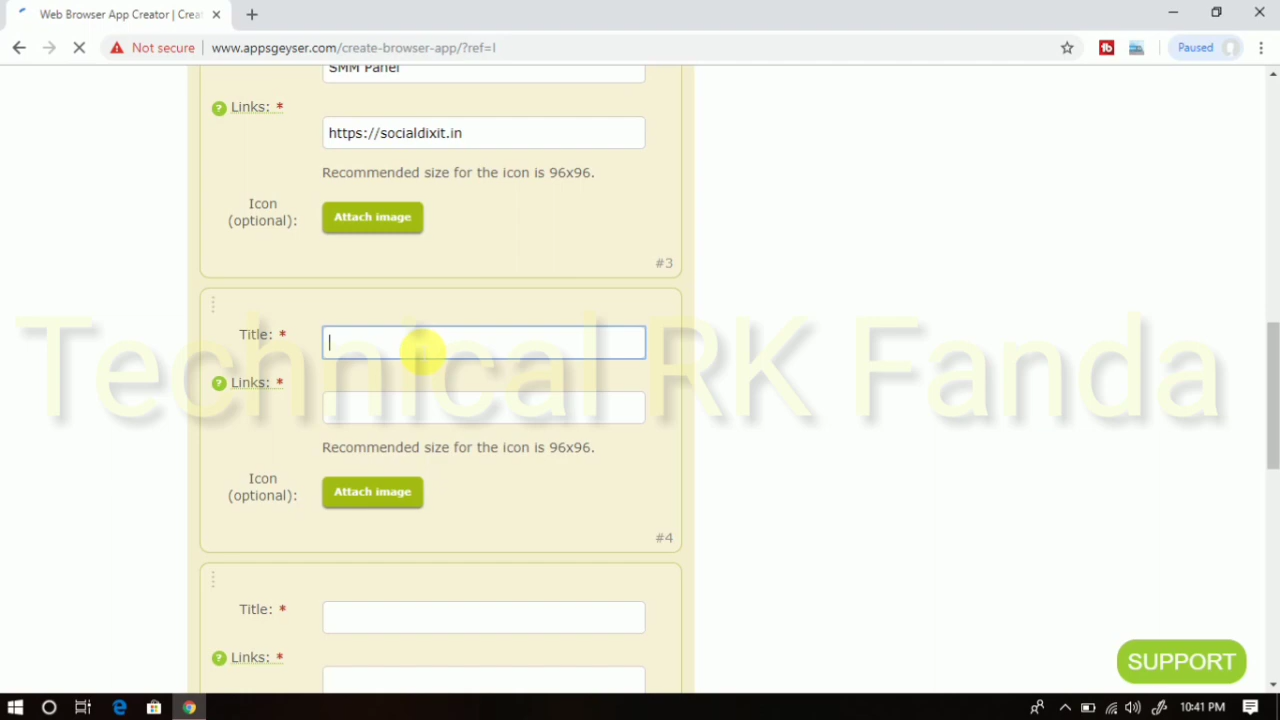 Web Browser App Creator | Crea
Not secure
www.appsgeyser.com/create-browser-app/?ref=l
Paused
SMM Panel
Links: *
https://socialdixit.in
Recommended size for the icon is 96x96.
Icon
(optional):
Attach image
#3
Title: *
Technical RK Fanda
Links: *
Recommended size for the icon is 96x96.
Icon
(optional):
Attach image
#4
Title: *
Links: *
SUPPORT
10:41 PM